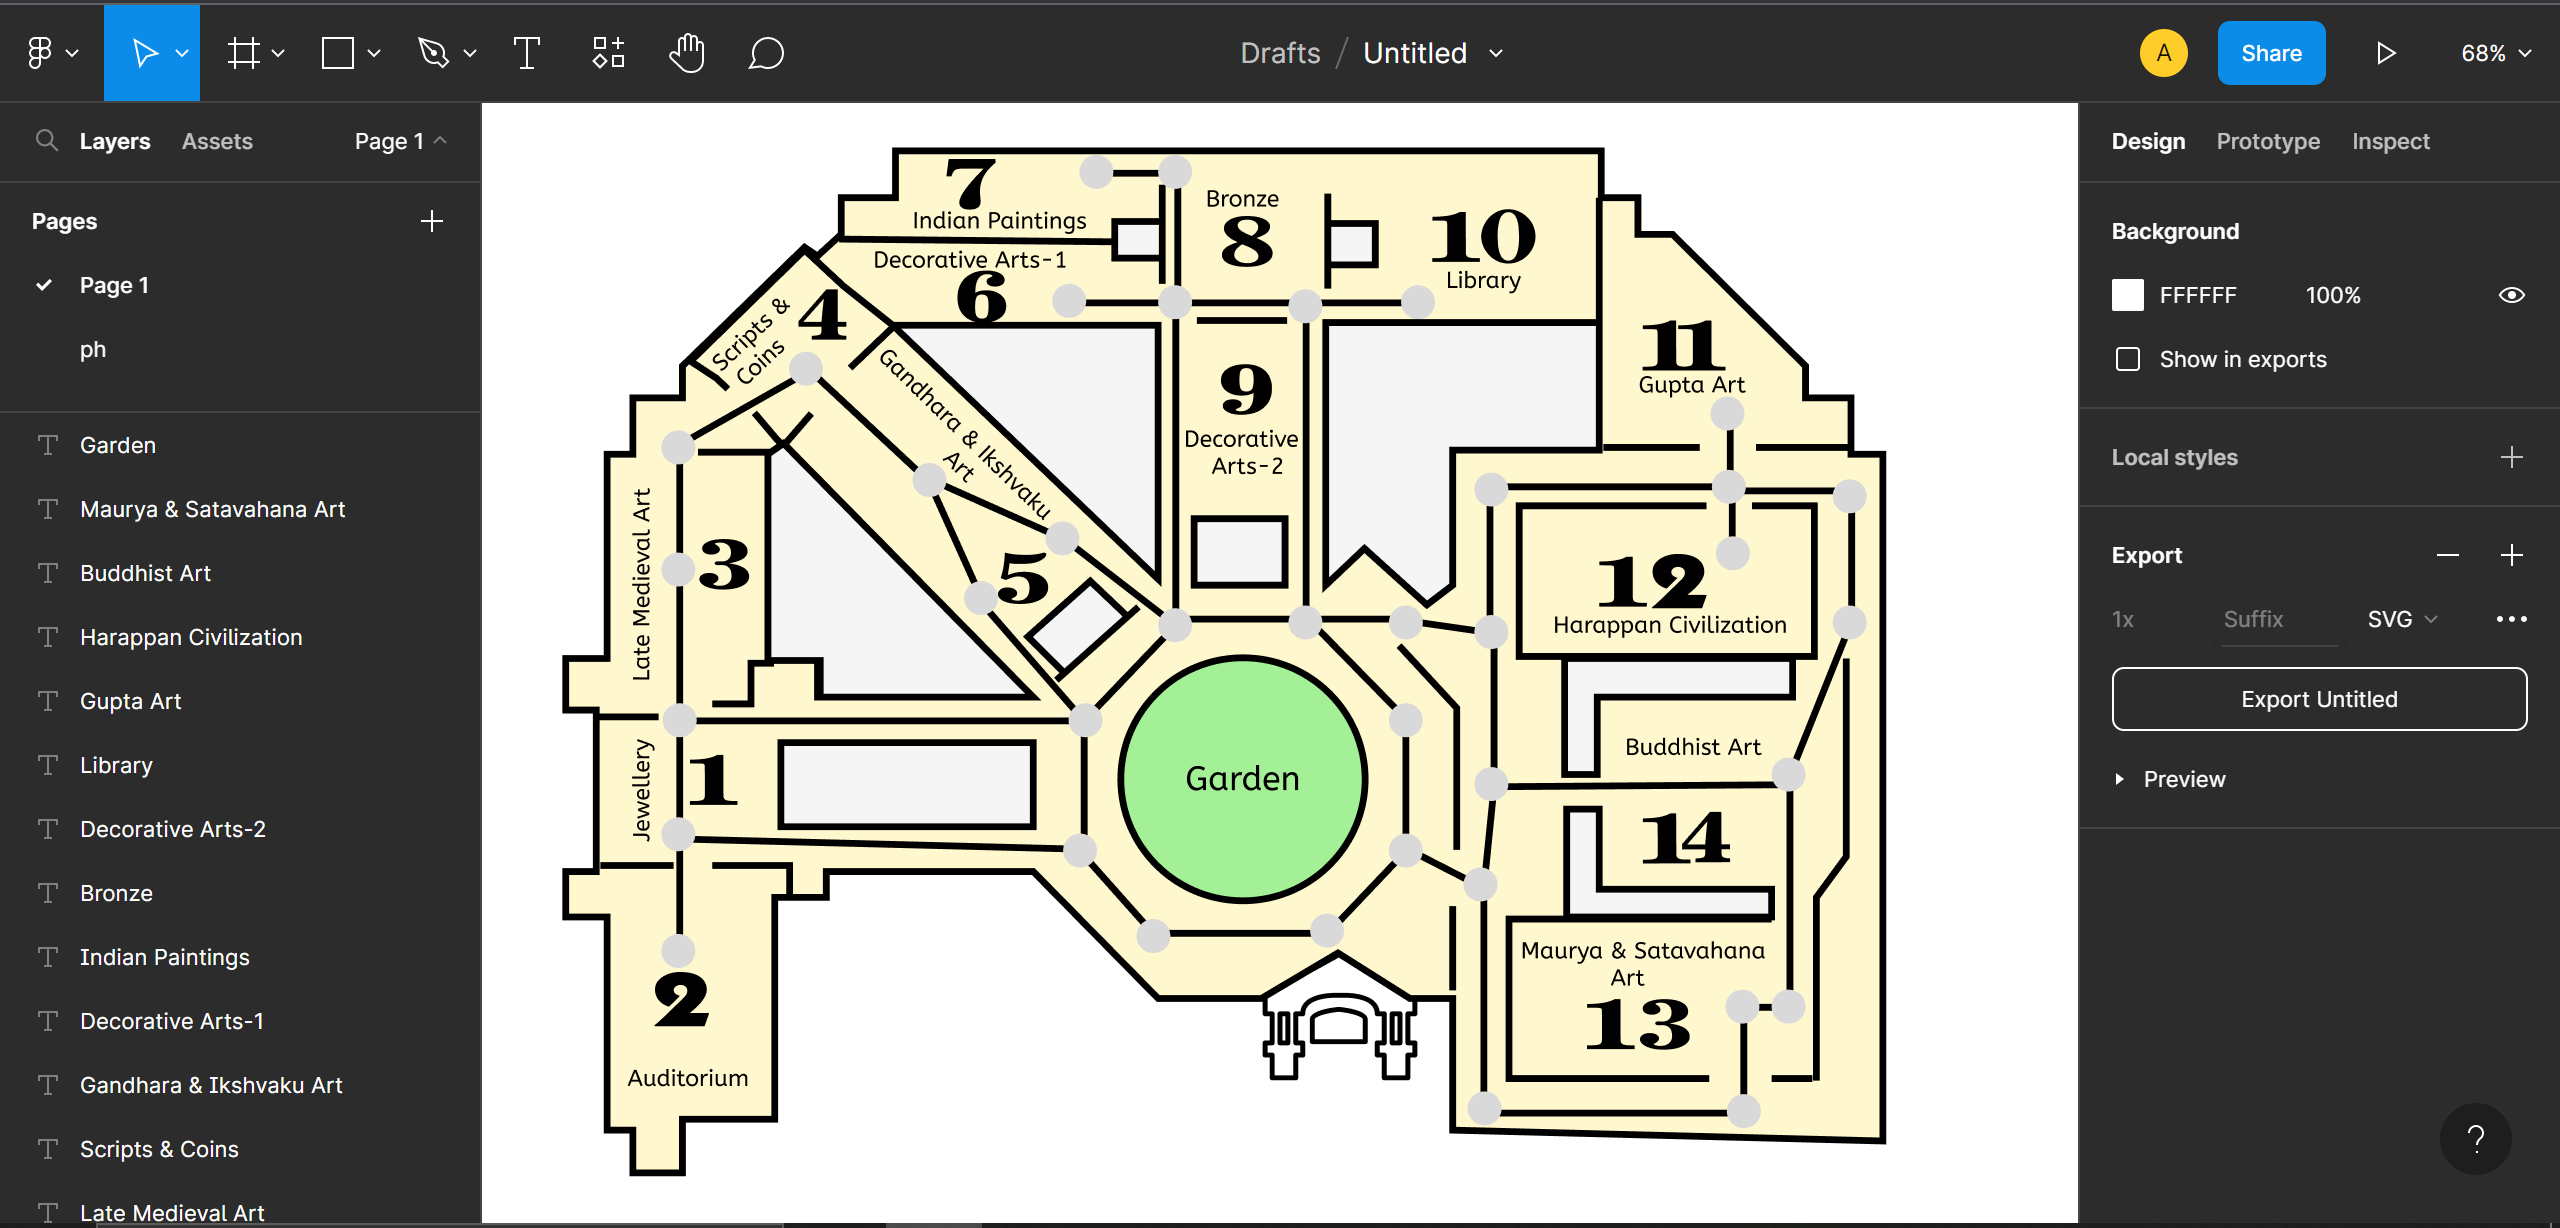 Drafts / Untitled
A
Share
68%
Layers
Assets
Page 1
Pages
Page 1
ph
Garden
Maurya & Satavahana Art
Buddhist Art
Harappan Civilization
Gupta Art
Library
Decorative Arts-2
Bronze
Indian Paintings
Decorative Arts-1
Gandhara & Ikshvaku Art
Scripts & Coins
Late Medieval Art
7
Indian Paintings
Bronze
8
10
Library
Decorative Arts-1
6
Scripts &
Coins
4
Gandhara & Ikshvaku
Art
9
Decorative
Arts-2
11
Gupta Art
Late Medieval Art
3
5
12
Harappan Civilization
Jewellery
1
Garden
Buddhist Art
14
2
Auditorium
Maurya & Satavahana
Art
13
Design
Prototype
Inspect
Background
FFFFFF
100%
Show in exports
Local styles
Export
1x
Suffix
SVG
Export Untitled
Preview
?